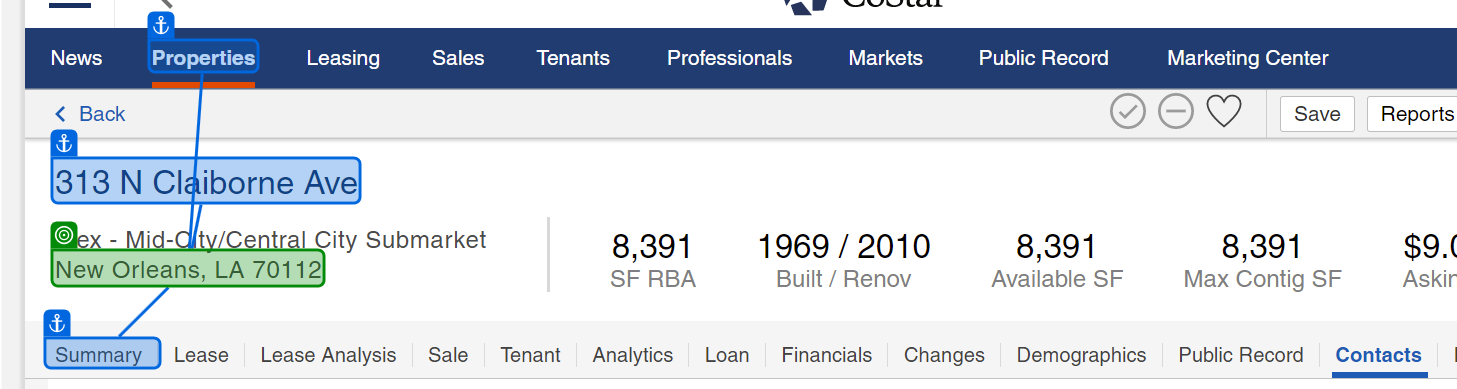 CoStar
News Properties Leasing Sales Tenants Professionals Markets Public Record Marketing Center
Back
Save Reports
313 N Claiborne Ave
ex - Mid-City/Central City Submarket
New Orleans, LA 70112
8,391 1969 / 2010 8,391 8,391
SF RBA Built / Renov Available SF Max Contig SF
Summary Lease Lease Analysis Sale Tenant Analytics Loan Financials Changes Demographics Public Record Contacts